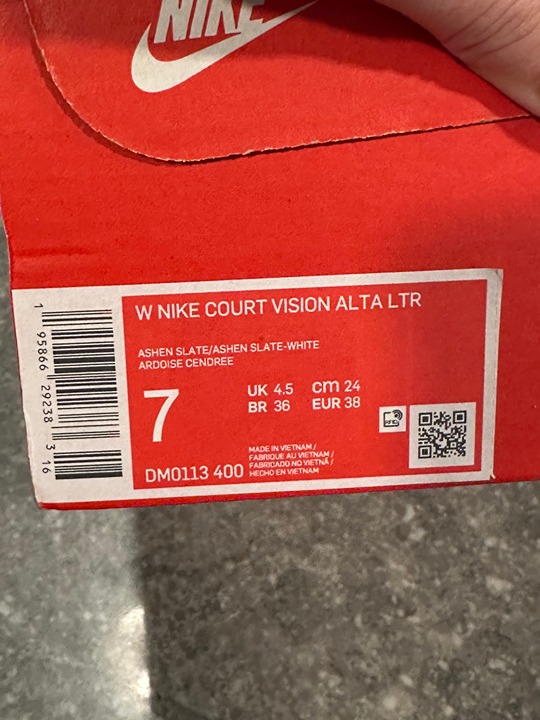 NIKE
W NIKE COURT VISION ALTA LTR
ASHEN SLATE/ASHEN SLATE-WHITE
ARDOISE CENDREE
7
UK 4.5 cm 24
BR 36 EUR 38
RFID
MADE IN VIETNAM /
FABRIQUE AU VIETNAM /
FABRICADO NO VIETNÃ /
HECHO EN VIETNAM
DM0113 400
1 95866 29238 3 16